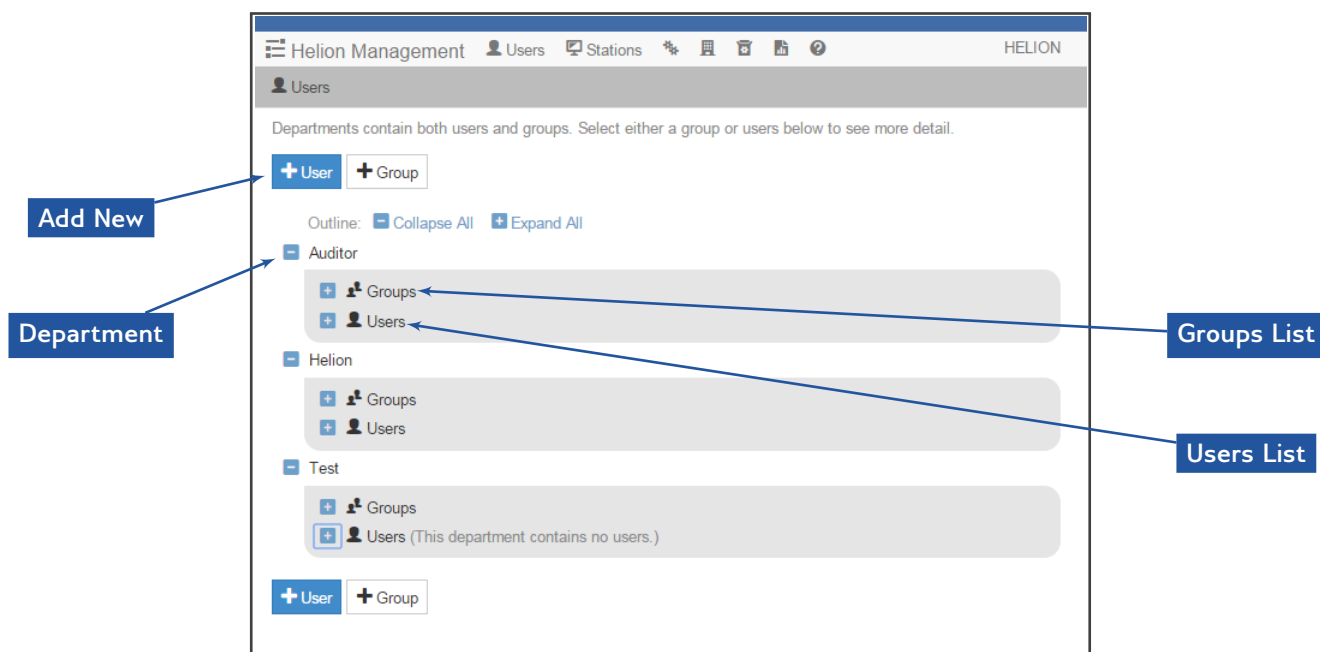 Helion Management Users Stations HELION
Users
Departments contain both users and groups. Select either a group or users below to see more detail.
User Group
Add New
Outline: Collapse All Expand All
Auditor
Groups
Users
Department
Groups List
Helion
Groups
Users
Users List
Test
Groups
Users (This department contains no users.)
User Group